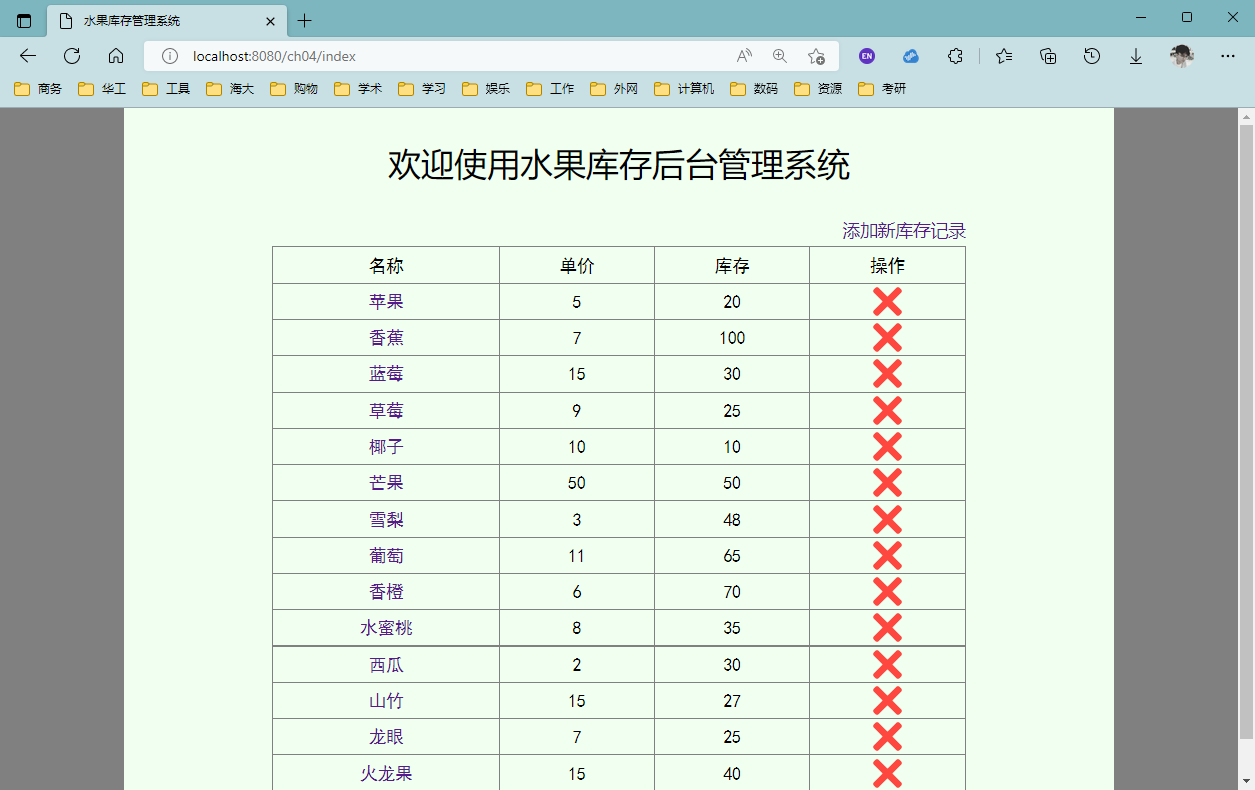 水果库存管理系统
localhost:8080/ch04/index
EN
商务 华工 工具 海大 购物 学术 学习 娱乐 工作 外网 计算机 数码 资源 考研
欢迎使用水果库存后台管理系统
添加新库存记录
名称 单价 库存 操作
苹果 5 20
香蕉 7 100
蓝莓 15 30
草莓 9 25
椰子 10 10
芒果 50 50
雪梨 3 48
葡萄 11 65
香橙 6 70
水蜜桃 8 35
西瓜 2 30
山竹 15 27
龙眼 7 25
火龙果 15 40